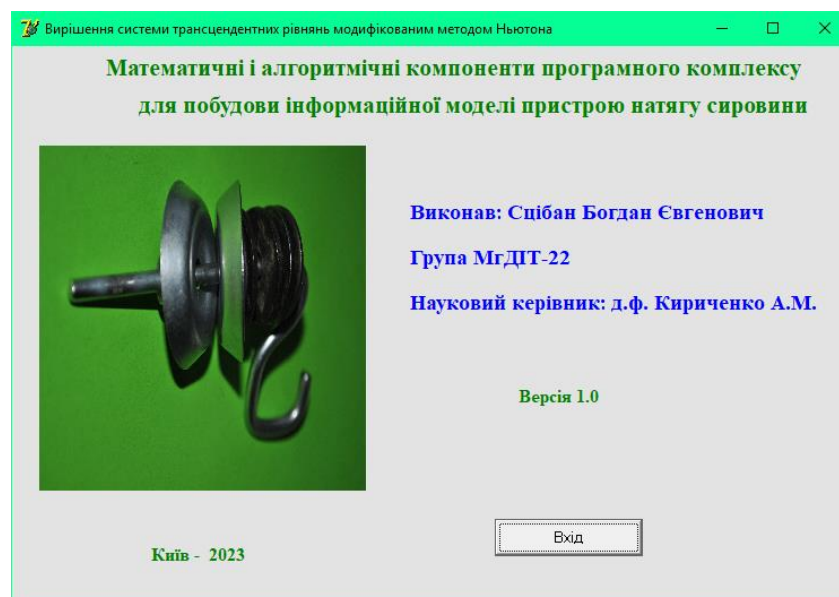 Вирішення системи трансцендентних рівнянь модифікованим методом Ньютона
Математичні і алгоритмічні компоненти програмного комплексу
для побудови інформаційної моделі пристрою натягу сировини
Виконав: Сцібан Богдан Євгенович
Група МгДІТ-22
Науковий керівник: д.ф. Кириченко А.М.
Версія 1.0
Вхід
Київ - 2023